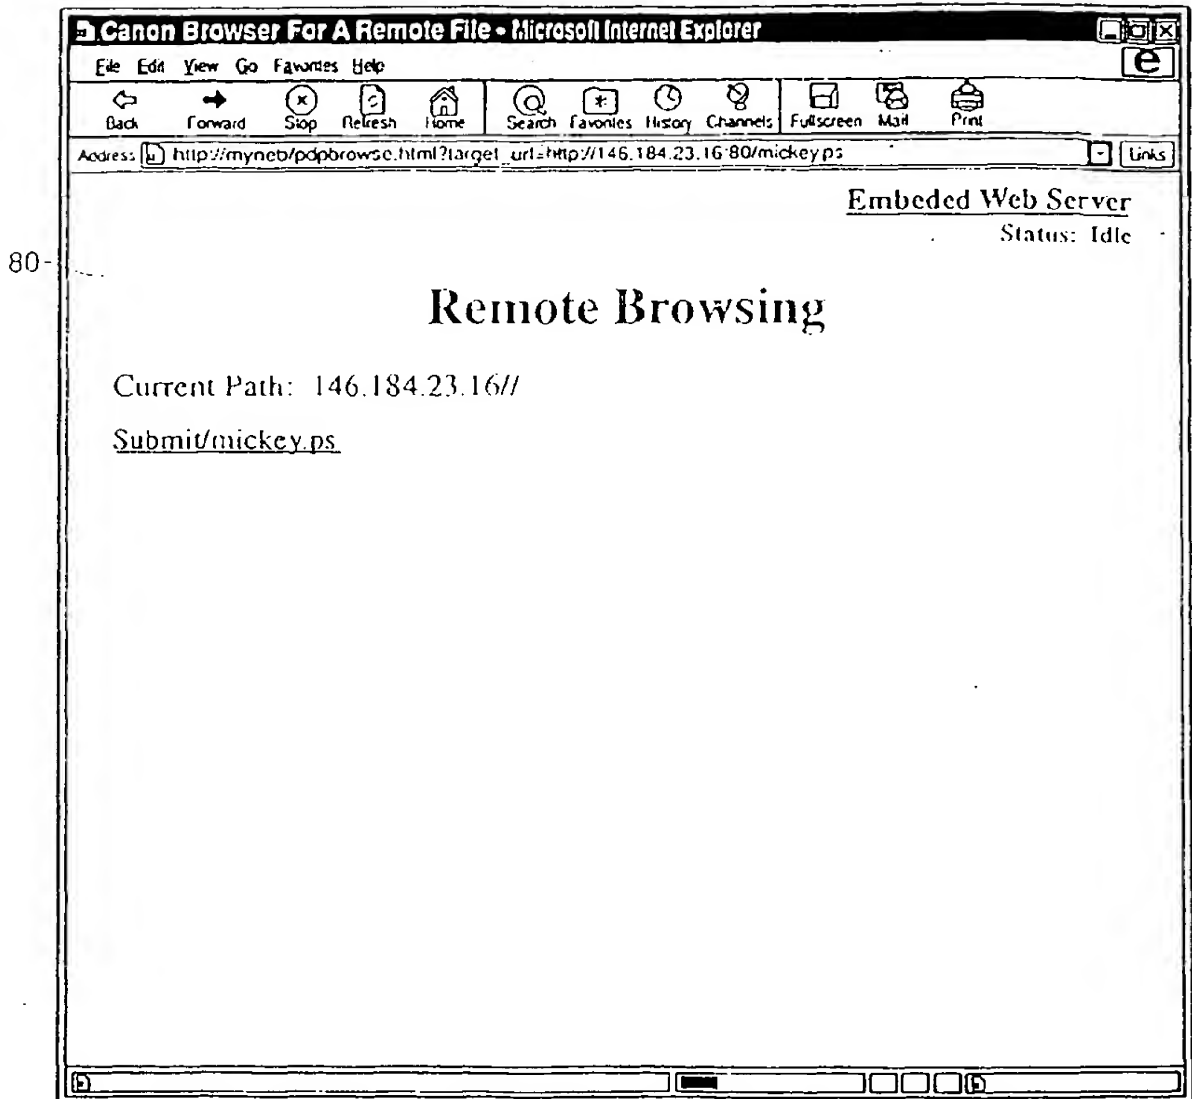 Canon Browser For A Remote File - Microsoft Internet Explorer
File Edit View Go Favorites Help
Back Forward Stop Refresh Home Search Favorites History Channels Fullscreen Mail Print
Address http://myneb/pdpbrowse.html?target_url=http://146.184.23.16:80/mickey.ps Links
Embeded Web Server
Status: Idle
80
Remote Browsing
Current Path: 146.184.23.16//
Submit/mickey.ps